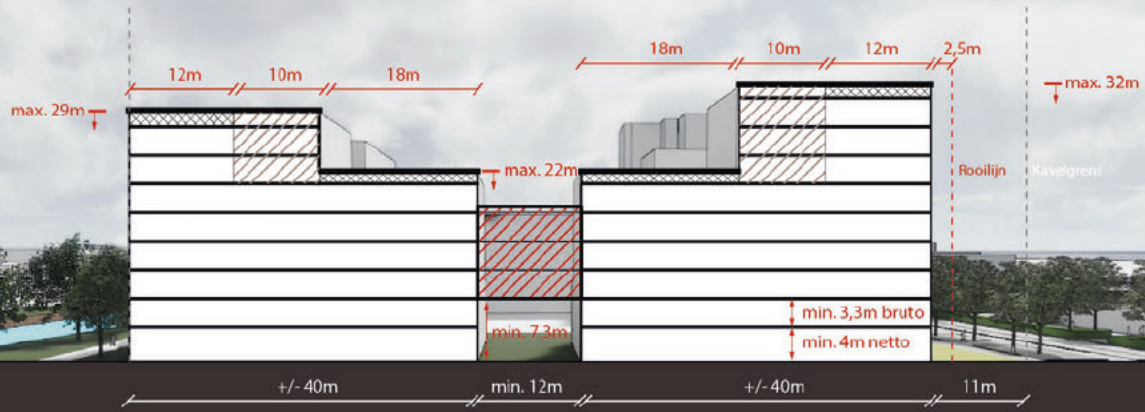 18m 10m 12m 2,5m
12m 10m 18m
max. 29m
max. 32m
max. 22m
Rooilijn Kavelgrens
min. 7.3m
min. 3,3m bruto
min. 4m netto
+/- 40m min. 12m +/- 40m 11m